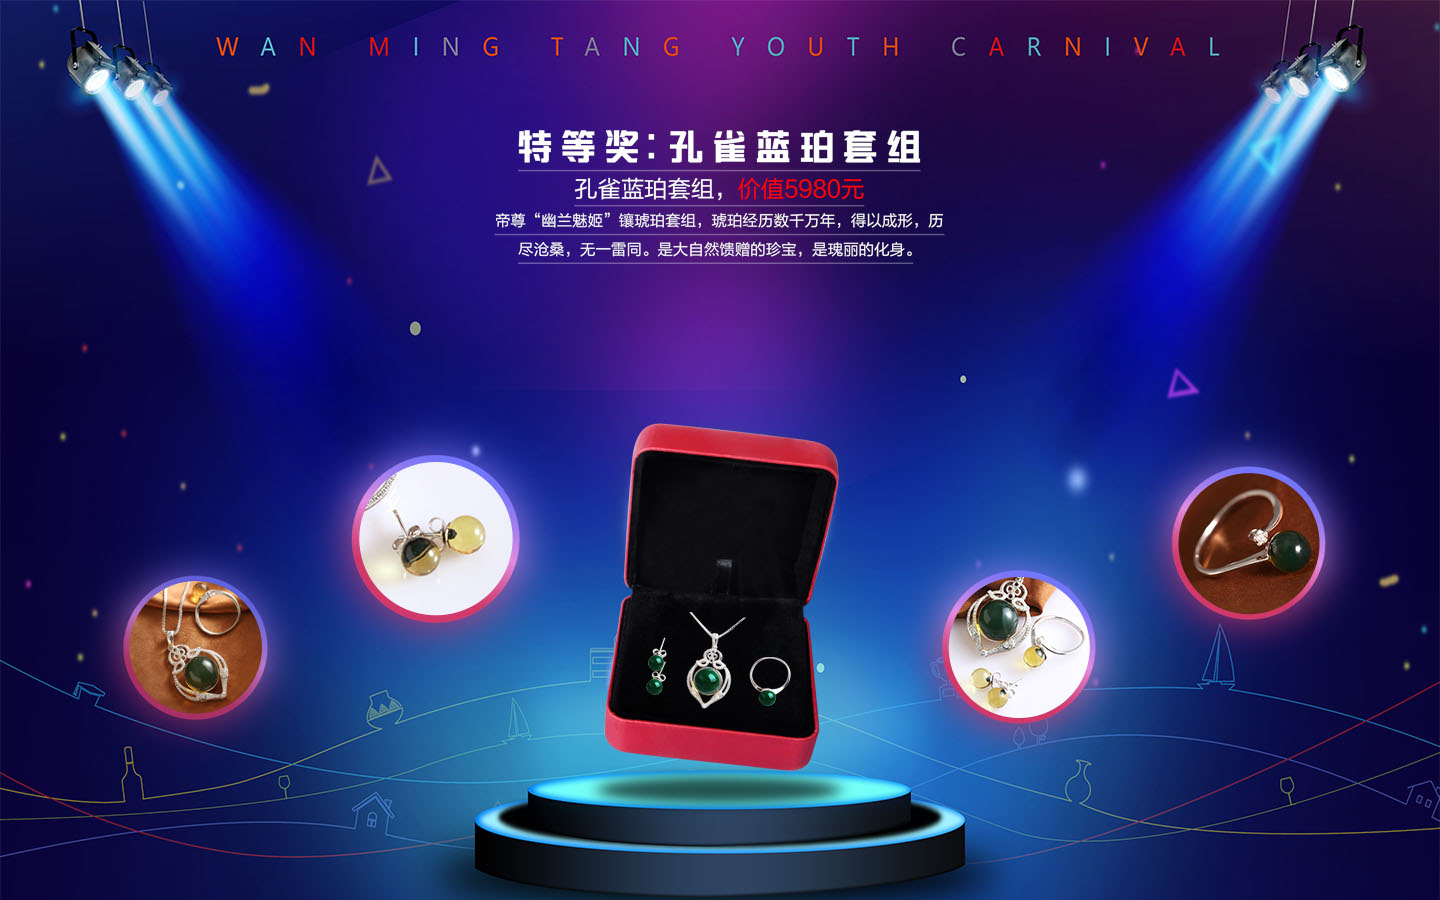 WAN MING TANG YOUTH CARNIVAL
特等奖:孔雀蓝珀套组
孔雀蓝珀套组，价值5980元
帝尊“幽兰魅姬”镶琥珀套组，琥珀经历数千万年，得以成形，历
尽沧桑，无一雷同。是大自然馈赠的珍宝，是瑰丽的化身。